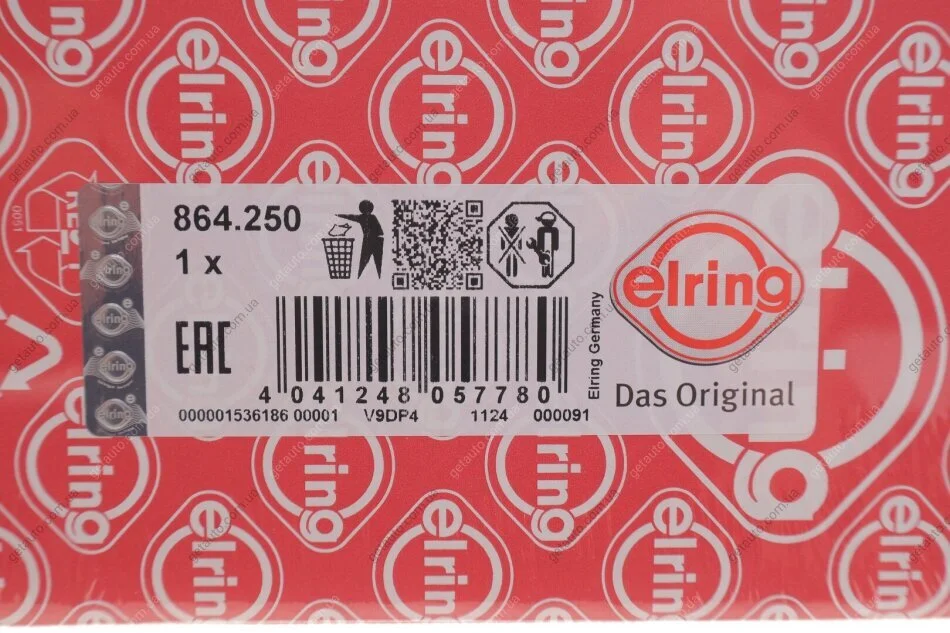 864.250
1 x
EAC
4 041248 057780
000001536186 00001 V9DP4 1124 000091
Elring Germany
elring
Das Original